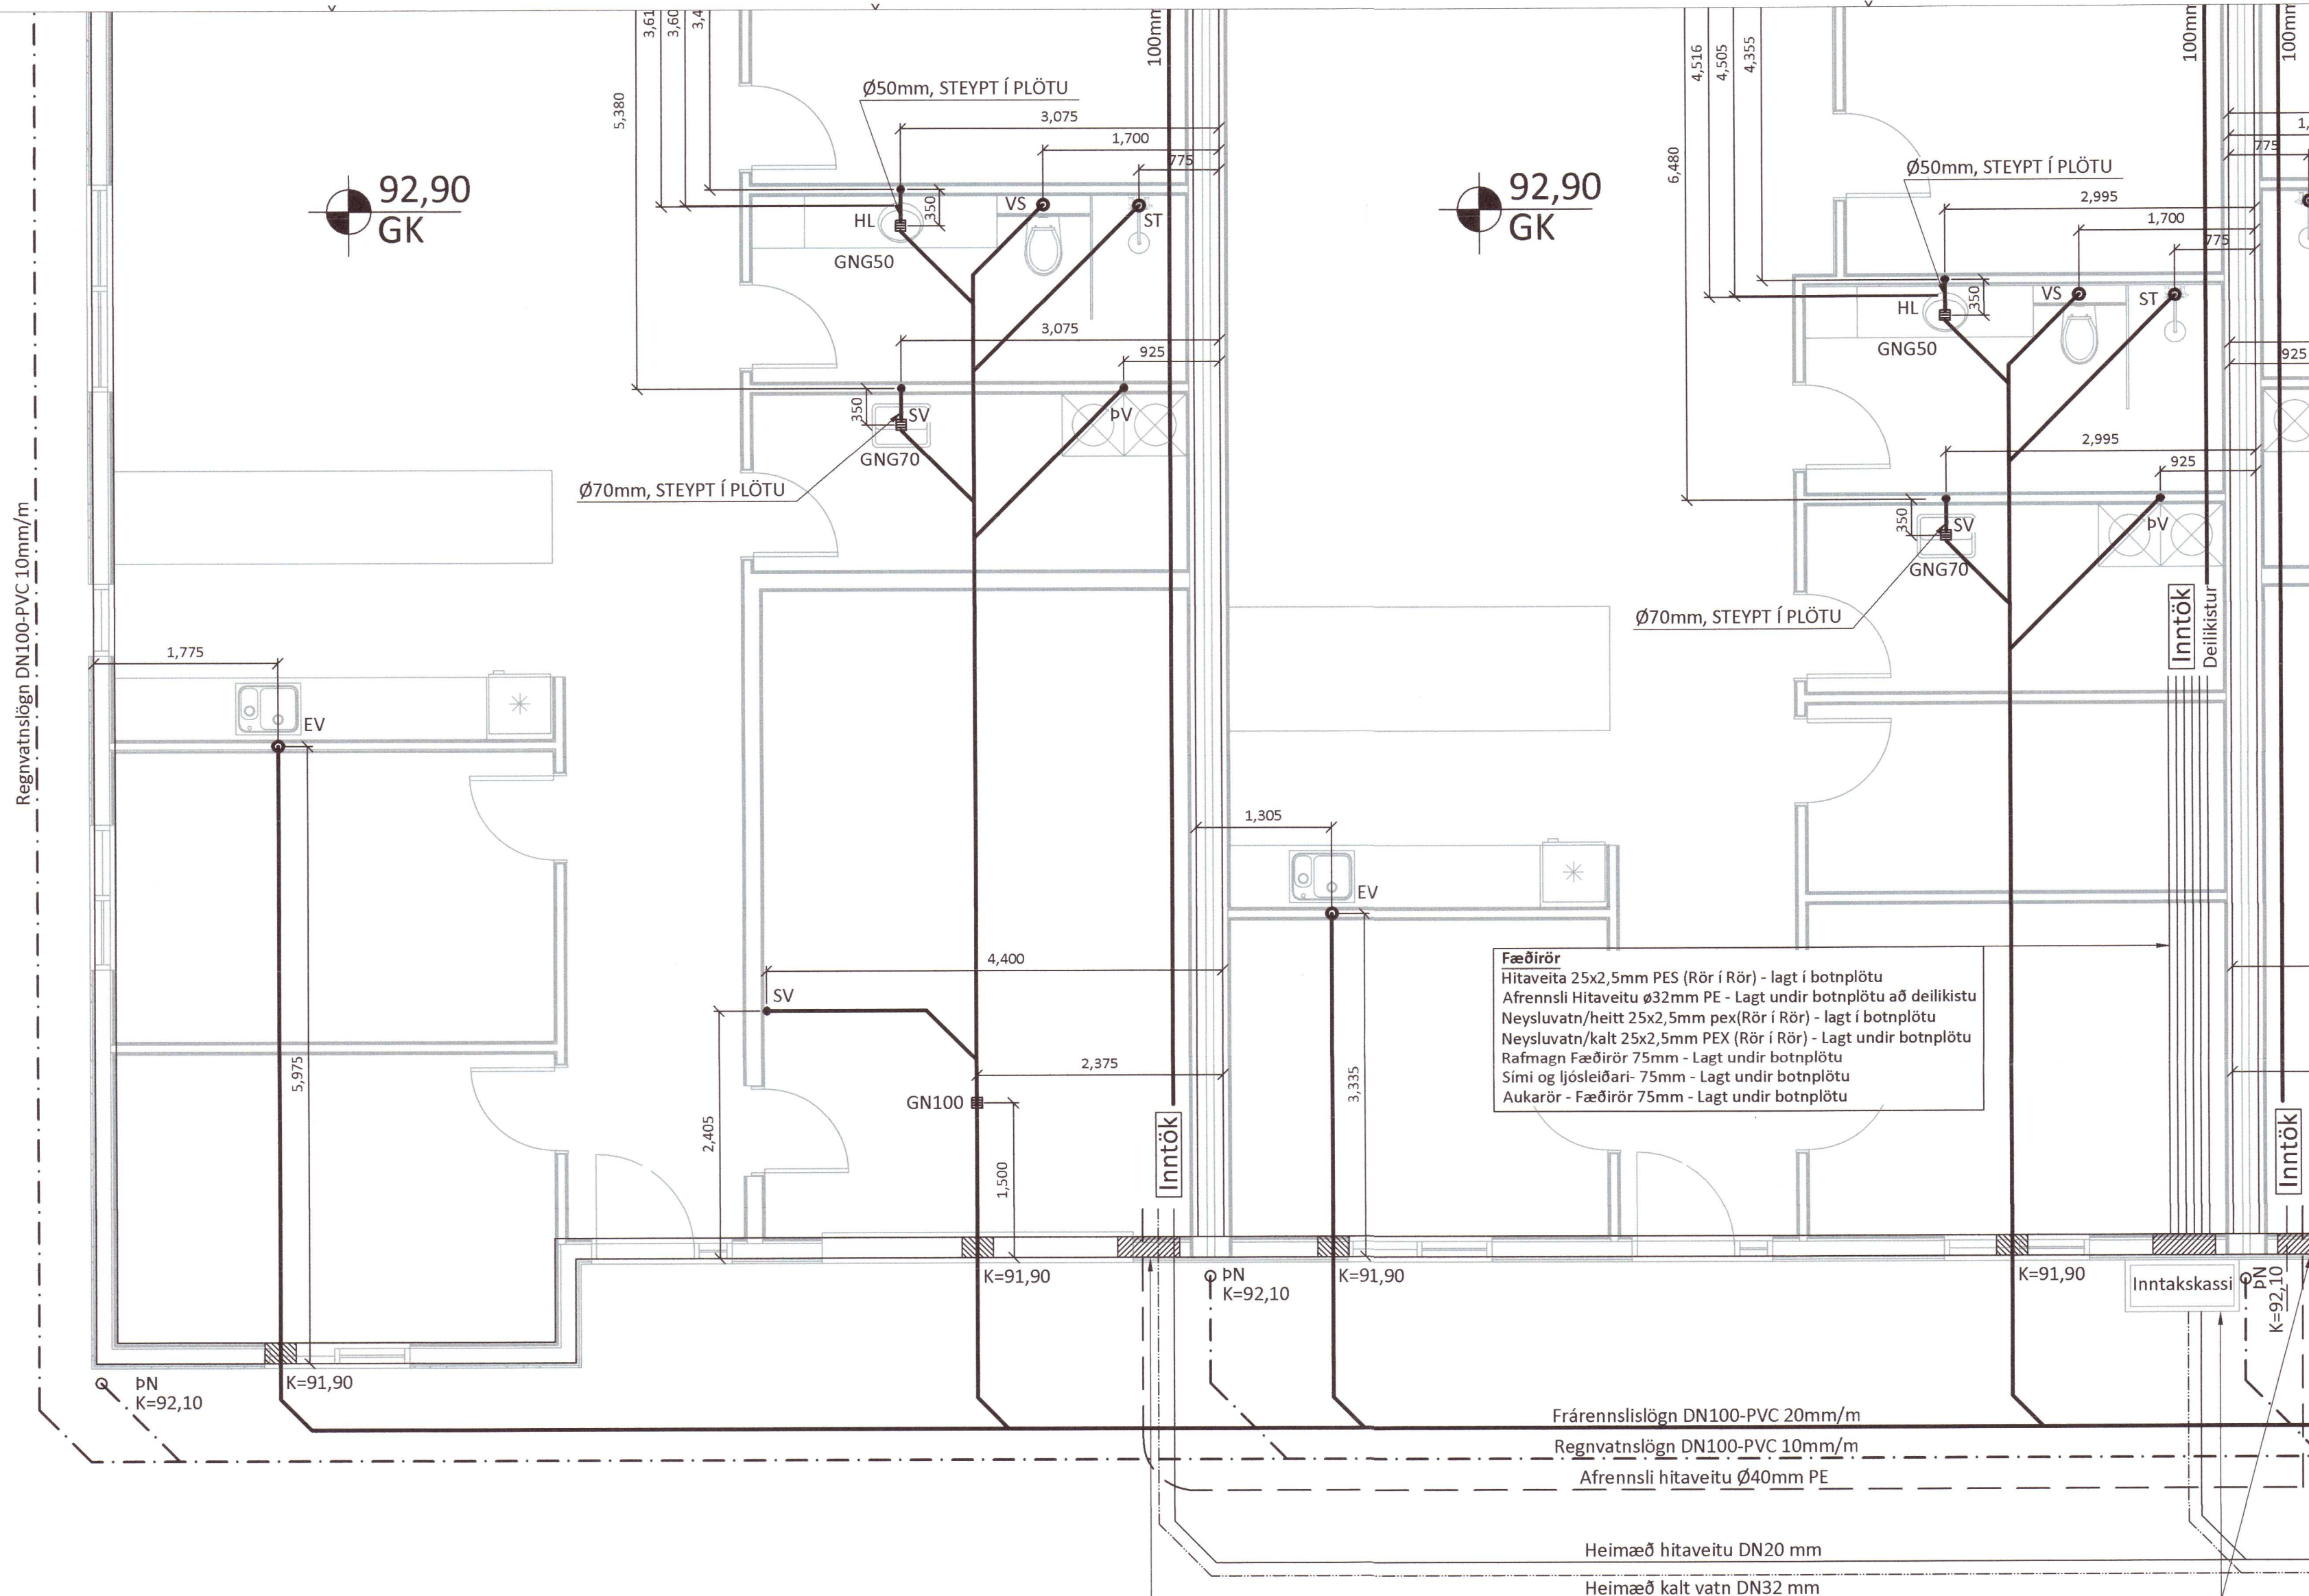 3,61
3,60
3,4
100mm
4,516
4,505
4,355
100mm
100mm
5,380
6,480
Ø50mm, STEYPT Í PLÖTU
3,075
1,700
775
92,90
GK
HL
350
VS
ST
GNG50
3,075
925
350
SV
ÞV
GNG70
Ø70mm, STEYPT Í PLÖTU
92,90
GK
Ø50mm, STEYPT Í PLÖTU
2,995
1,700
775
HL
350
VS
ST
GNG50
2,995
925
350
SV
ÞV
GNG70
Ø70mm, STEYPT Í PLÖTU
1,
775
925
Inntök
Deilikistur
Regnvatnslögn DN100-PVC 10mm/m
1,775
EV
5,975
1,305
EV
3,335
4,400
SV
2,405
2,375
GN100
1,500
Inntök
Fæðirör
Hitaveita 25x2,5mm PES (Rör í Rör) - lagt í botnplötu
Afrennsli Hitaveitu ø32mm PE - Lagt undir botnplötu að deilikistu
Neysluvatn/heitt 25x2,5mm pex(Rör í Rör) - lagt í botnplötu
Neysluvatn/kalt 25x2,5mm PEX (Rör í Rör) - Lagt undir botnplötu
Rafmagn Fæðirör 75mm - Lagt undir botnplötu
Sími og ljósleiðari- 75mm - Lagt undir botnplötu
Aukarör - Fæðirör 75mm - Lagt undir botnplötu
Inntök
K=91,90
ÞN
K=92,10
K=91,90
K=91,90
Inntakskassi
ÞN
K=92,10
ÞN
K=92,10
K=91,90
Frárennslislögn DN100-PVC 20mm/m
Regnvatnslögn DN100-PVC 10mm/m
Afrennsli hitaveitu Ø40mm PE
Heimæð hitaveitu DN20 mm
Heimæð kalt vatn DN32 mm